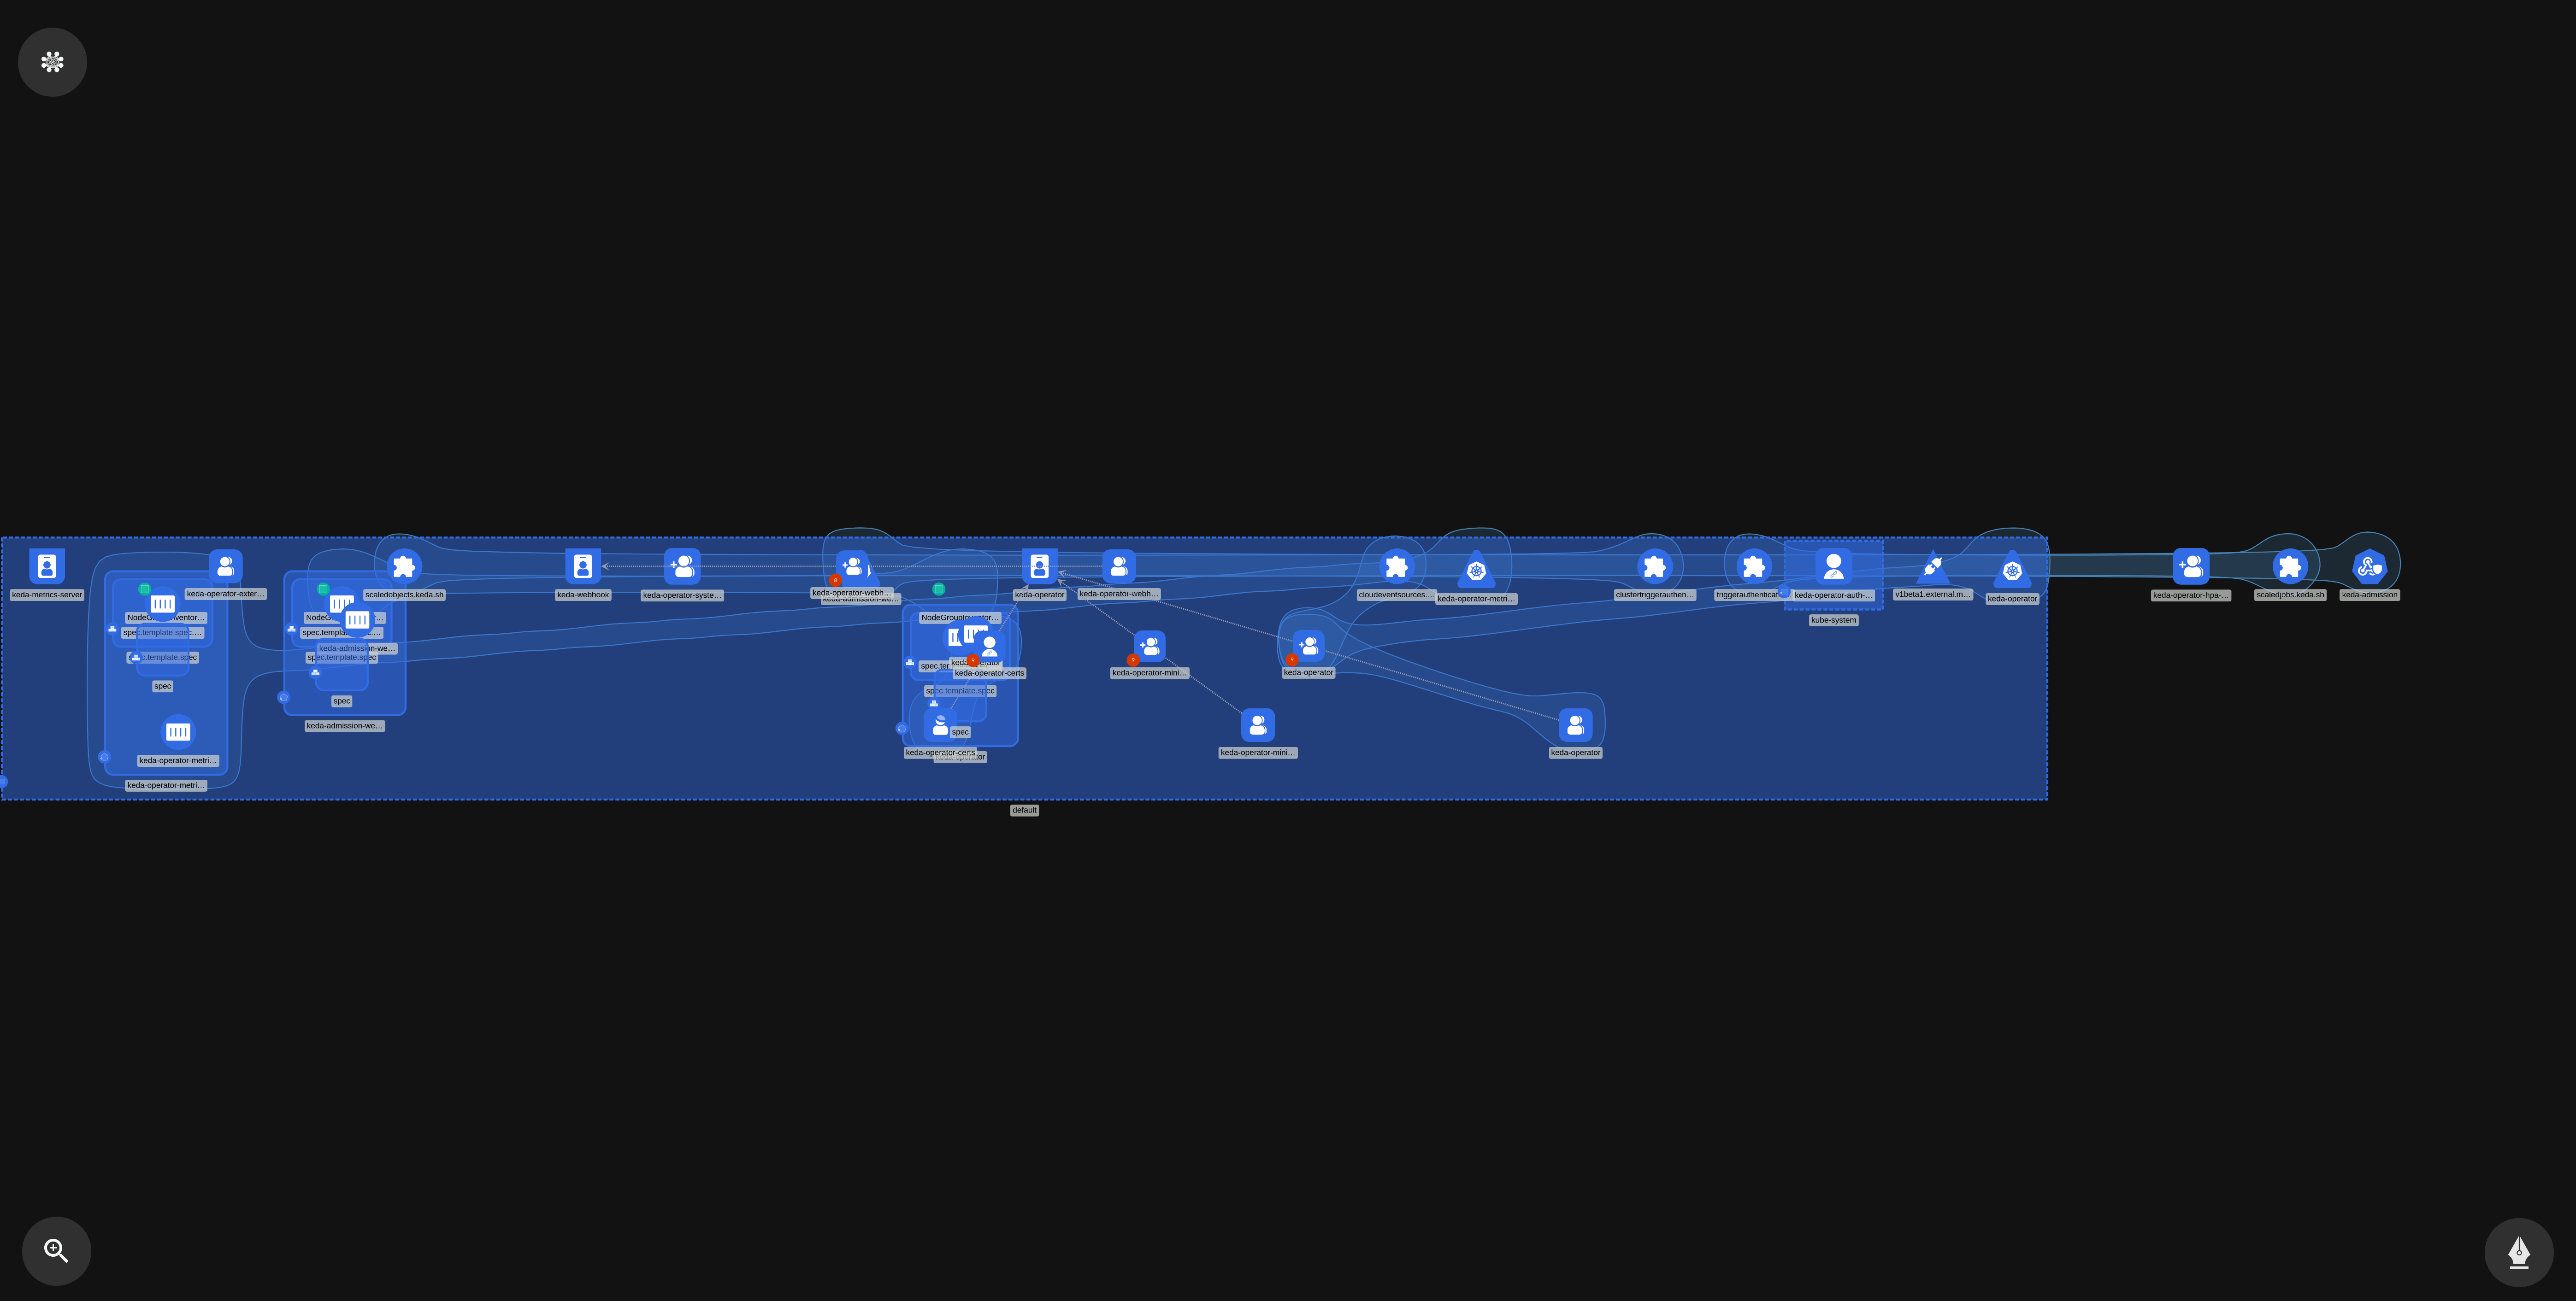 keda-metrics-server
keda-operator-exter…
scaledobjects.keda.sh
keda-webhook
keda-operator-syste…
keda-operator-webh…
keda-operator
keda-operator-webh…
cloudeventsources.…
keda-operator-metri…
clustertriggerauthen…
keda-operator-auth-…
kube-system
v1beta1.external.m…
keda-operator
keda-operator-hpa-…
scaledjobs.keda.sh
keda-admission
spec.template.spec.…
spec
keda-operator-metri…
keda-operator-metri…
keda-admission-we…
spec.template.spec
spec
keda-admission-we…
NodeGroupInventor…
keda-operator-certs
spec.template.spec
spec
keda-operator-certs
keda-operator-mini…
keda-operator
keda-operator-mini…
keda-operator
default